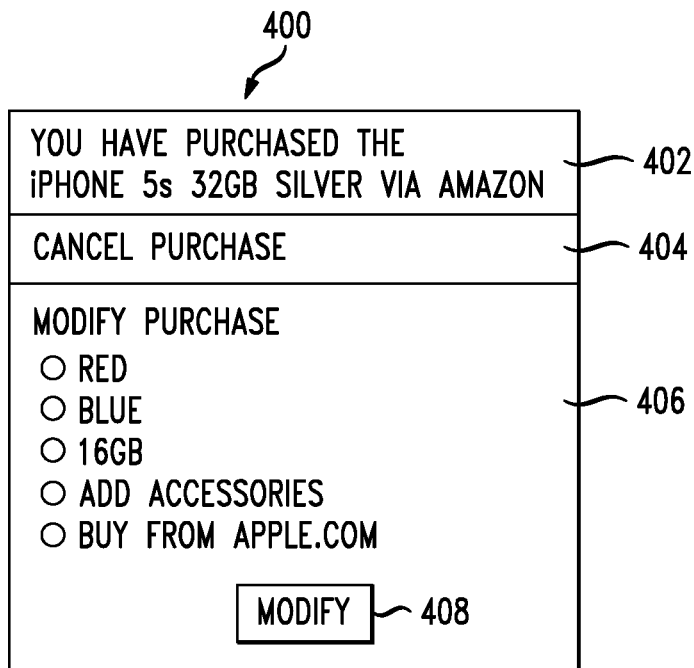 400
YOU HAVE PURCHASED THE
iPHONE 5s 32GB SILVER VIA AMAZON
402
CANCEL PURCHASE
404
MODIFY PURCHASE
RED
BLUE
406
16GB
ADD ACCESSORIES
BUY FROM APPLE.COM
MODIFY
408